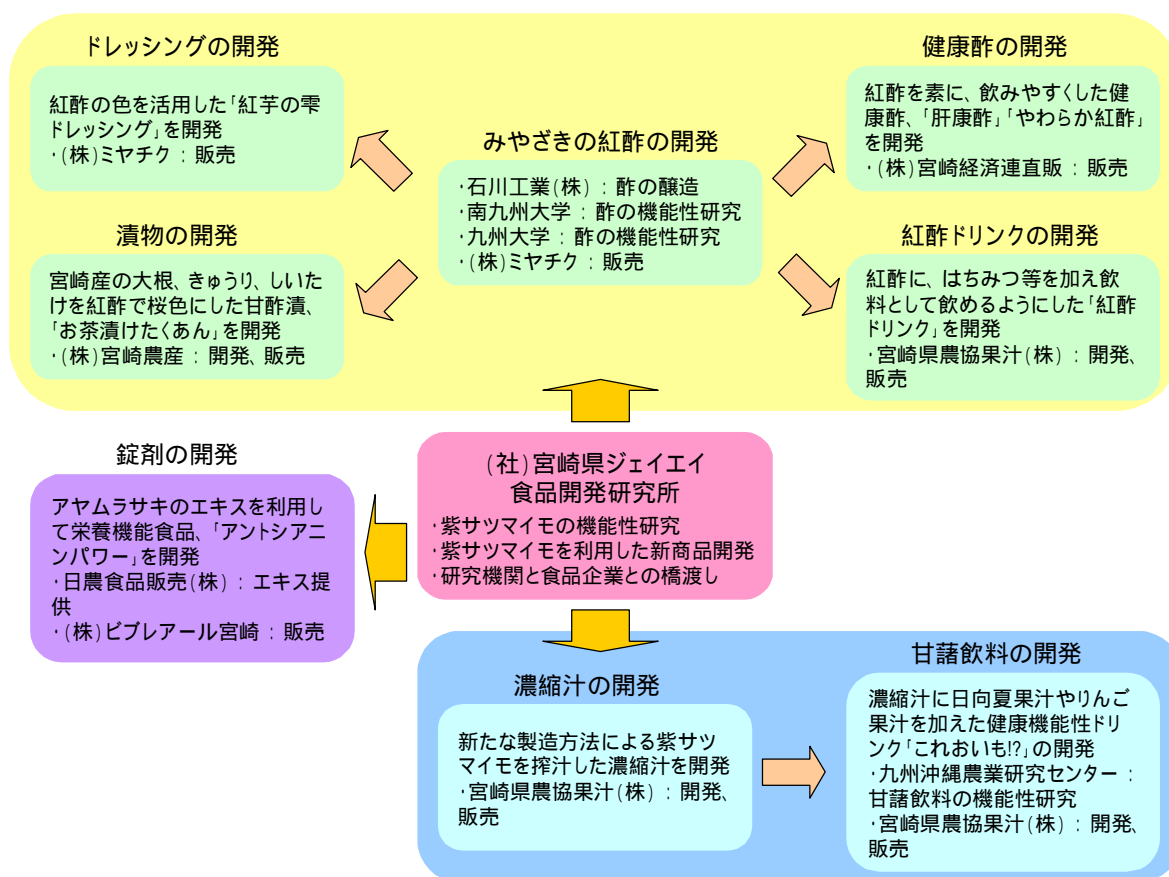 ドレッシングの開発
紅酢の色を活用した「紅芋の雫
ドレッシング」を開発
・(株)ミヤチク：販売
漬物の開発
宮崎産の大根、きゅうり、しいた
けを紅酢で桜色にした甘酢漬、
「お茶漬けたくあん」を開発
・(株)宮崎農産：開発、販売
みやざきの紅酢の開発
・石川工業(株)：酢の醸造
・南九州大学：酢の機能性研究
・九州大学：酢の機能性研究
・(株)ミヤチク：販売
健康酢の開発
紅酢を素に、飲みやすくした健
康酢、「肝康酢」「やわらか紅酢」
を開発
・(株)宮崎経済連直販：販売
紅酢ドリンクの開発
紅酢に、はちみつ等を加え飲
料として飲めるようにした「紅酢
ドリンク」を開発
・宮崎県農協果汁(株)：開発、
販売
錠剤の開発
アヤムラサキのエキスを利用し
て栄養機能食品、「アントシアニ
ンパワー」を開発
・日農食品販売(株)：エキス提
供
・(株)ビブレアール宮崎：販売
(社)宮崎県ジェイエイ
食品開発研究所
・紫サツマイモの機能性研究
・紫サツマイモを利用した新商品開発
・研究機関と食品企業との橋渡し
濃縮汁の開発
新たな製造方法による紫サツ
マイモを搾汁した濃縮汁を開発
・宮崎県農協果汁(株)：開発、
販売
甘藷飲料の開発
濃縮汁に日向夏果汁やりんご
果汁を加えた健康機能性ドリ
ンク「これおいも!?」の開発
・九州沖縄農業研究センター：
甘藷飲料の機能性研究
・宮崎県農協果汁(株)：開発、
販売